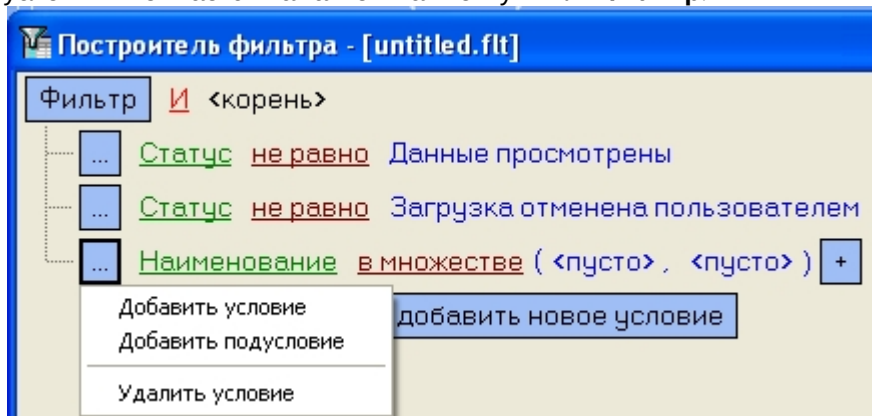 Построитель фильтра - [untitled.flt]
Фильтр И <корень>
... Статус не равно Данные просмотрены
... Статус не равно Загрузка отменена пользователем
... Наименование в множестве ( <пусто> , <пусто> ) +
Добавить условие
добавить новое условие
Добавить подусловие
Удалить условие